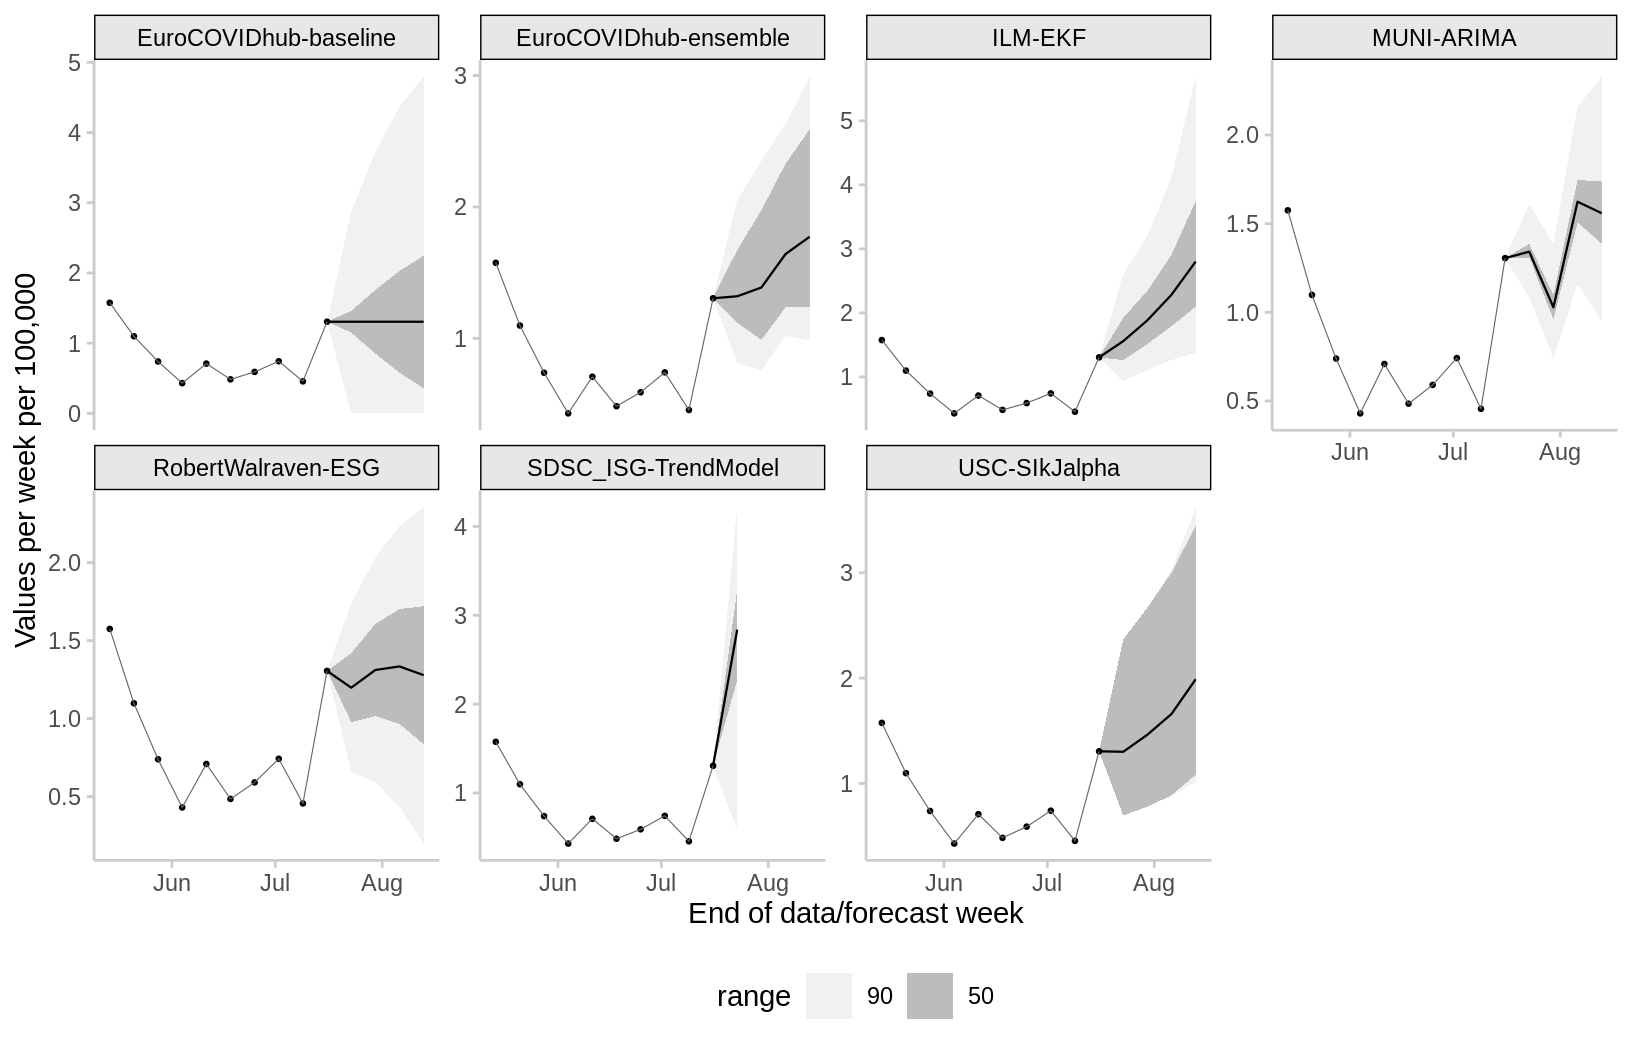 EuroCOVIDhub-baseline
EuroCOVIDhub-ensemble
ILM-EKF
MUNI-ARIMA
5
4
3
2
1
0
3
2
1
5
4
3
2
1
2.0
1.5
1.0
0.5
Jun Jul Aug
Values per week per 100,000
RobertWalraven-ESG
SDSC_ISG-TrendModel
USC-SIkJalpha
2.0
1.5
1.0
0.5
4
3
2
1
3
2
1
Jun Jul Aug
Jun Jul Aug
Jun Jul Aug
End of data/forecast week
range 90 50